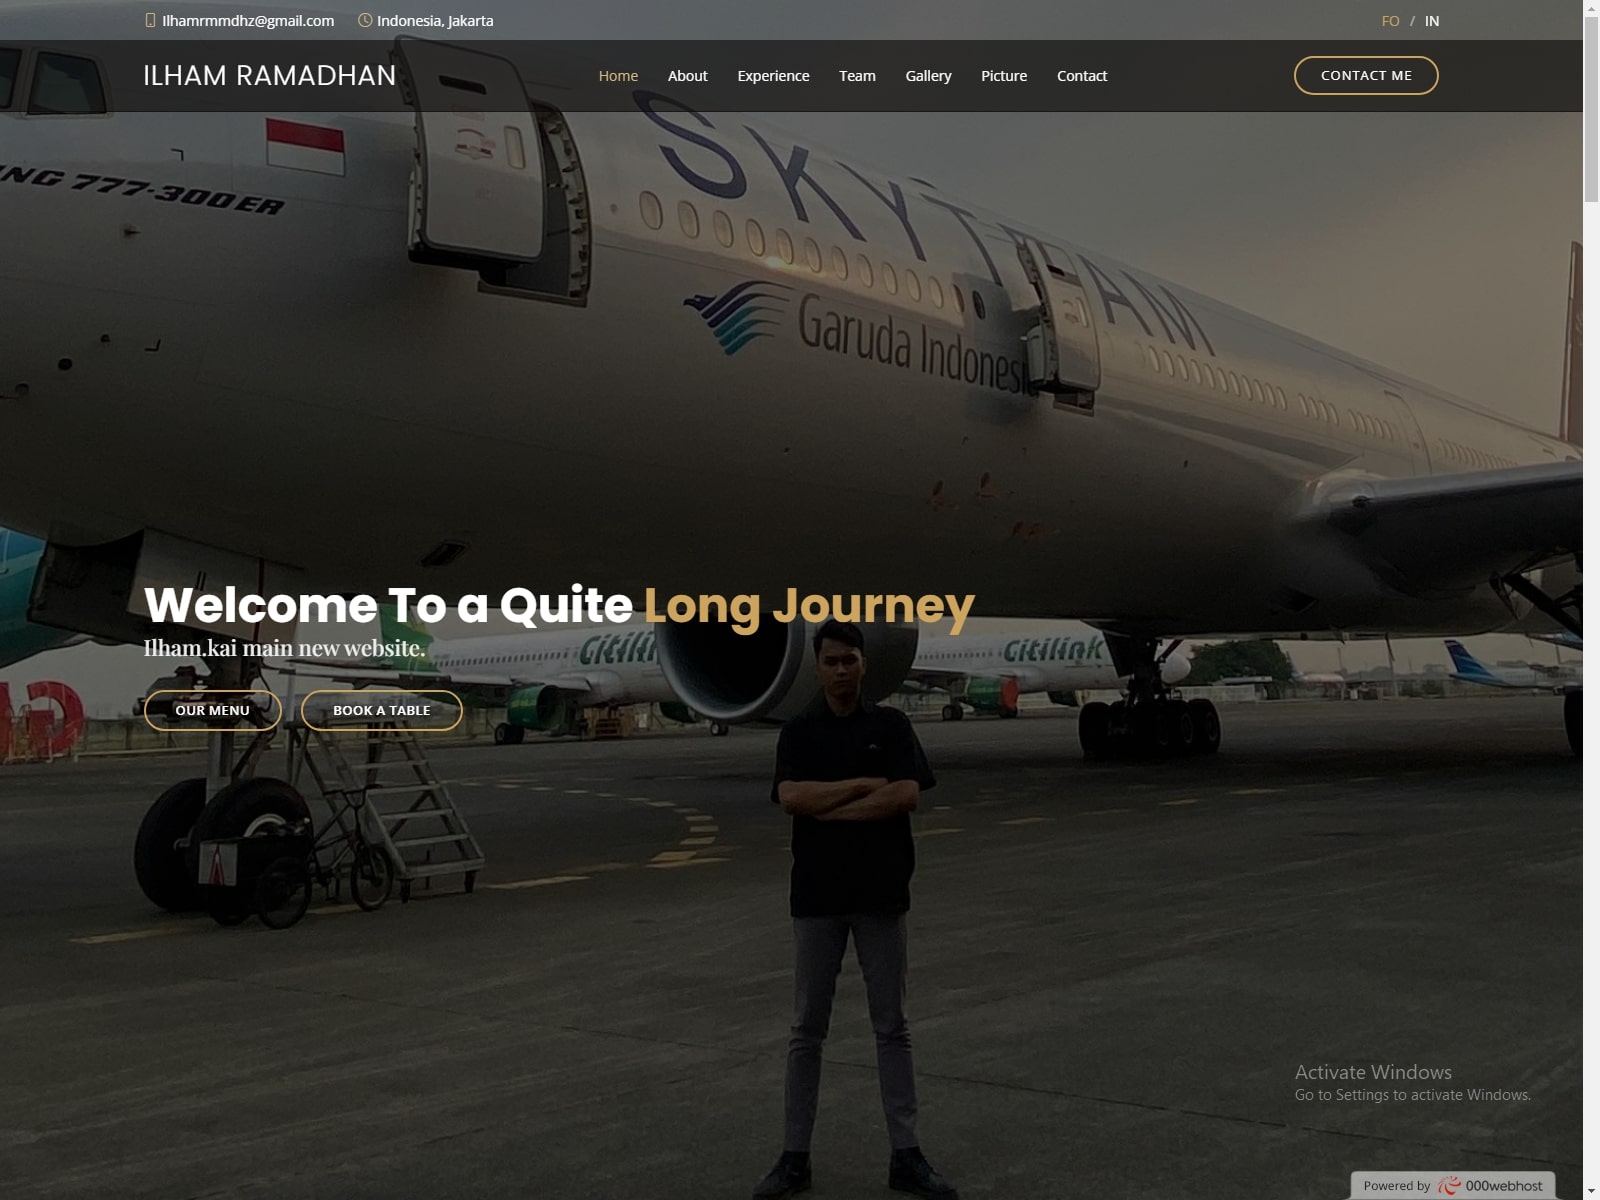 Ilhamrmmdhz@gmail.com Indonesia, Jakarta FO / IN
ILHAM RAMADHAN Home About Experience Team Gallery Picture Contact CONTACT ME
SKYTEAM
777-300ER
Garuda Indonesi
Welcome To a Quite Long Journey
Ilham.kai main new website.
citilink citilink
OUR MENU BOOK A TABLE
Activate Windows
Go to Settings to activate Windows.
Powered by 000webhost